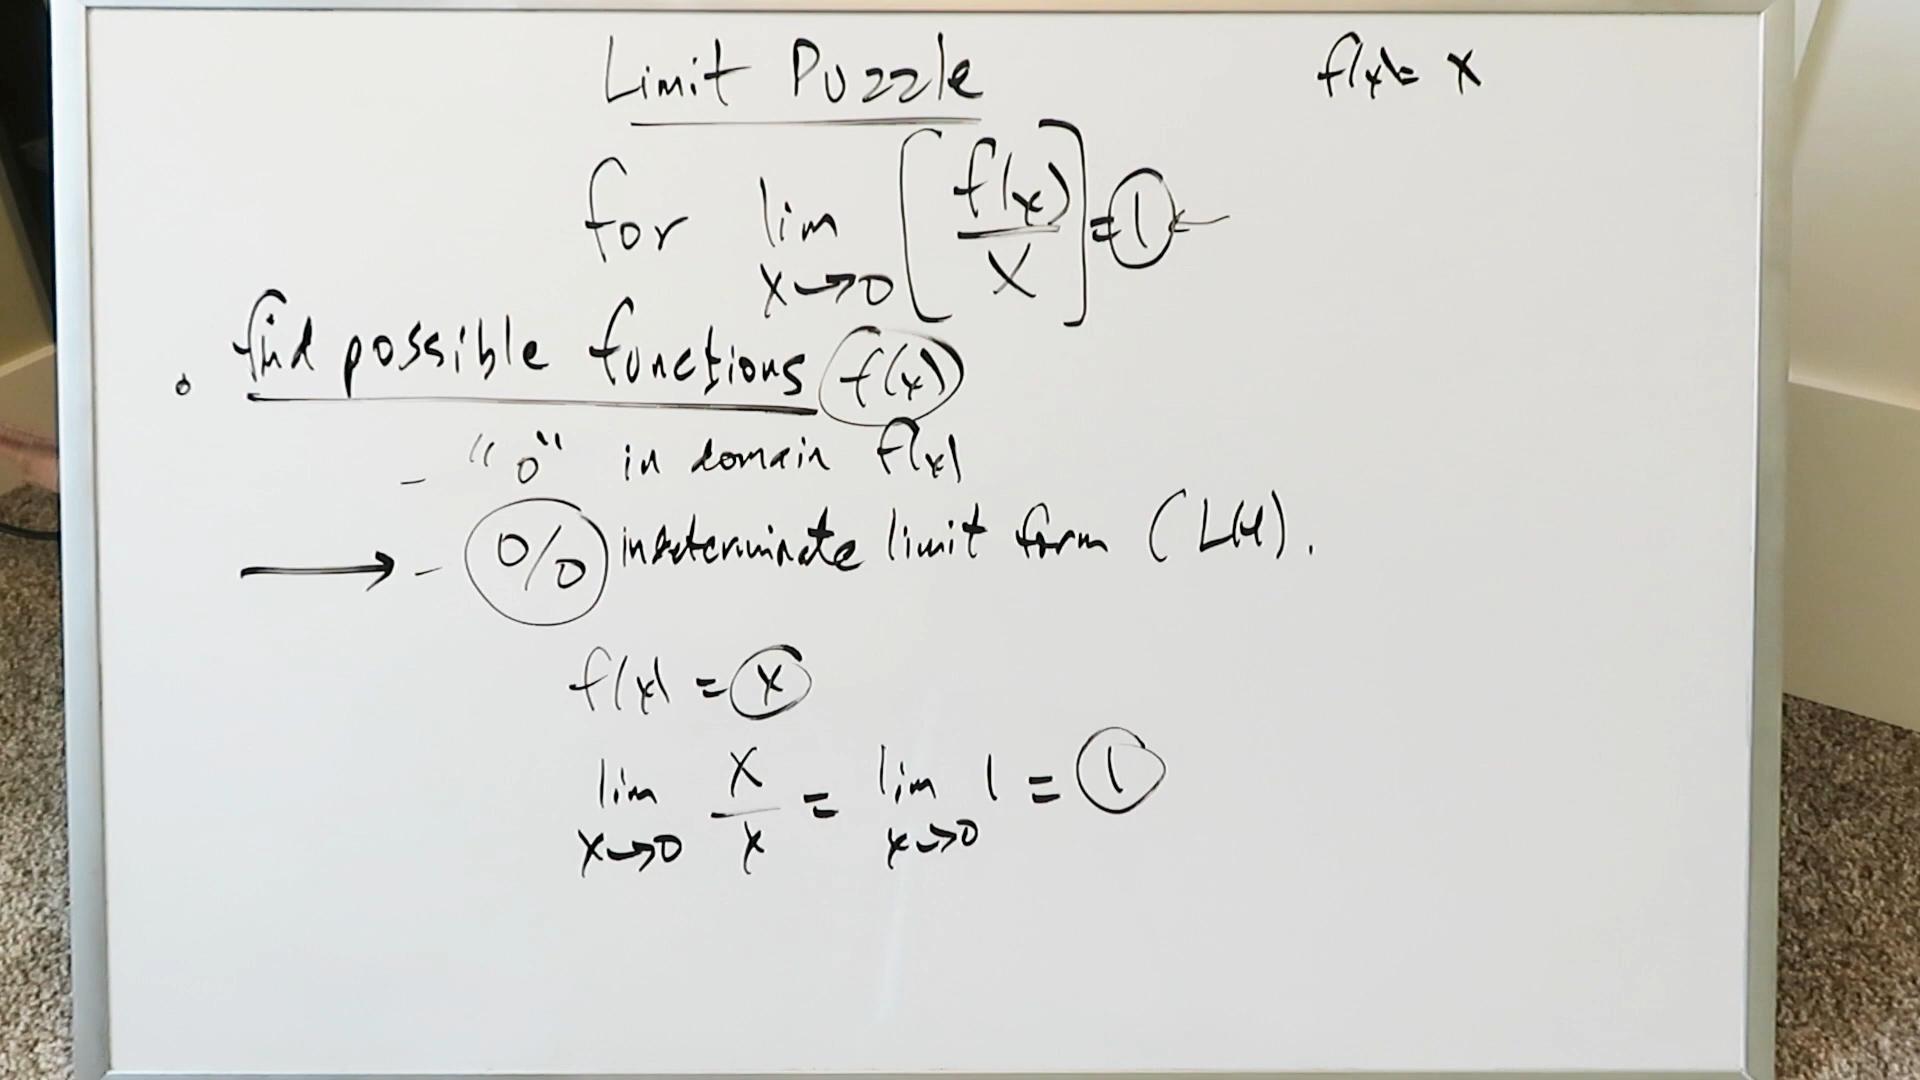 Limit Puzzle
f(x) = x
for lim x→0 [f(x)/x] = 1 ←
• find possible functions f(x)
- "0" in domain f(x)
→ - 0/0 indeterminate limit form (LH).
f(x) = x
lim x→0 x/x = lim x→0 1 = 1